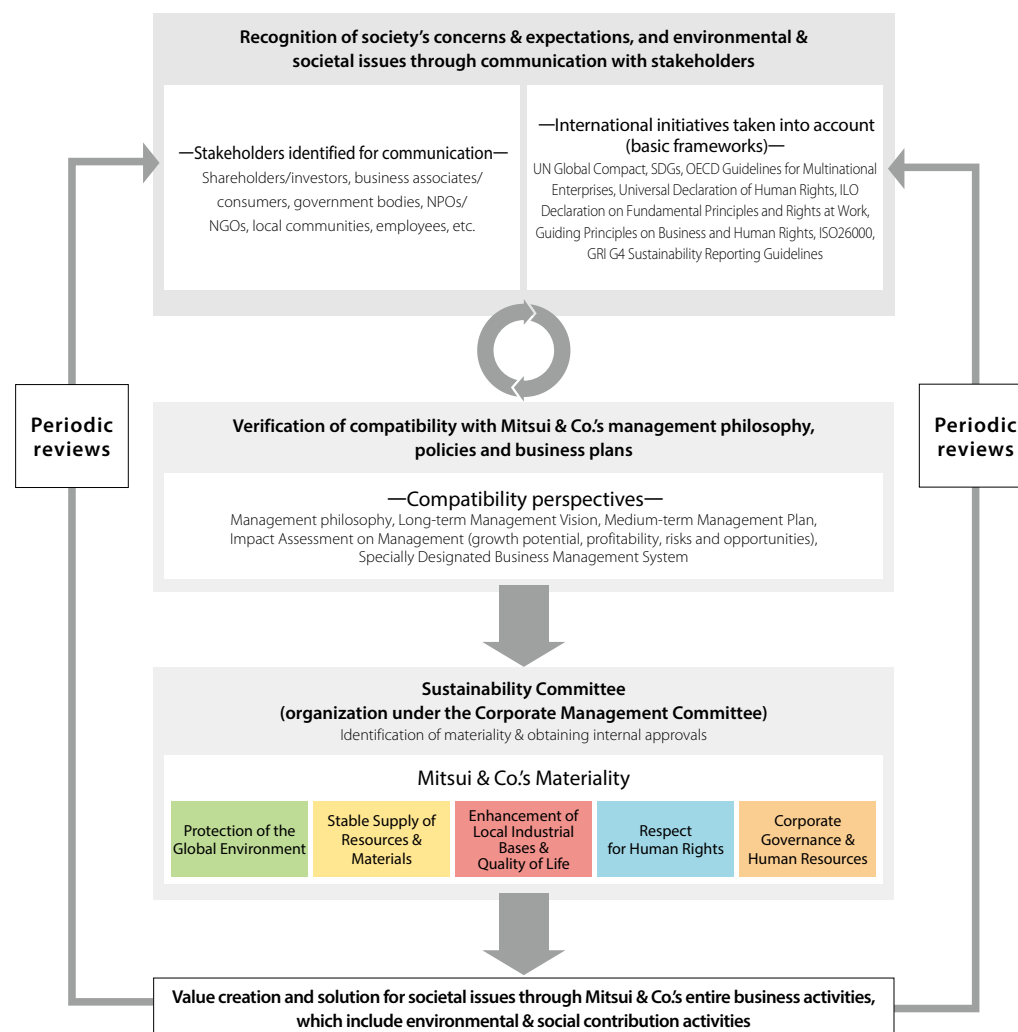 Recognition of society's concerns & expectations, and environmental &
societal issues through communication with stakeholders
—Stakeholders identified for communication—
Shareholders/investors, business associates/
consumers, government bodies, NPOs/
NGOs, local communities, employees, etc.
—International initiatives taken into account
(basic frameworks)—
UN Global Compact, SDGs, OECD Guidelines for Multinational
Enterprises, Universal Declaration of Human Rights, ILO
Declaration on Fundamental Principles and Rights at Work,
Guiding Principles on Business and Human Rights, ISO26000,
GRI G4 Sustainability Reporting Guidelines
Periodic
reviews
Periodic
reviews
Verification of compatibility with Mitsui & Co.'s management philosophy,
policies and business plans
—Compatibility perspectives—
Management philosophy, Long-term Management Vision, Medium-term Management Plan,
Impact Assessment on Management (growth potential, profitability, risks and opportunities),
Specially Designated Business Management System
Sustainability Committee
(organization under the Corporate Management Committee)
Identification of materiality & obtaining internal approvals
Mitsui & Co.'s Materiality
Protection of the
Global Environment
Stable Supply of
Resources &
Materials
Enhancement of
Local Industrial
Bases &
Quality of Life
Respect
for Human Rights
Corporate
Governance &
Human Resources
Value creation and solution for societal issues through Mitsui & Co.'s entire business activities,
which include environmental & social contribution activities